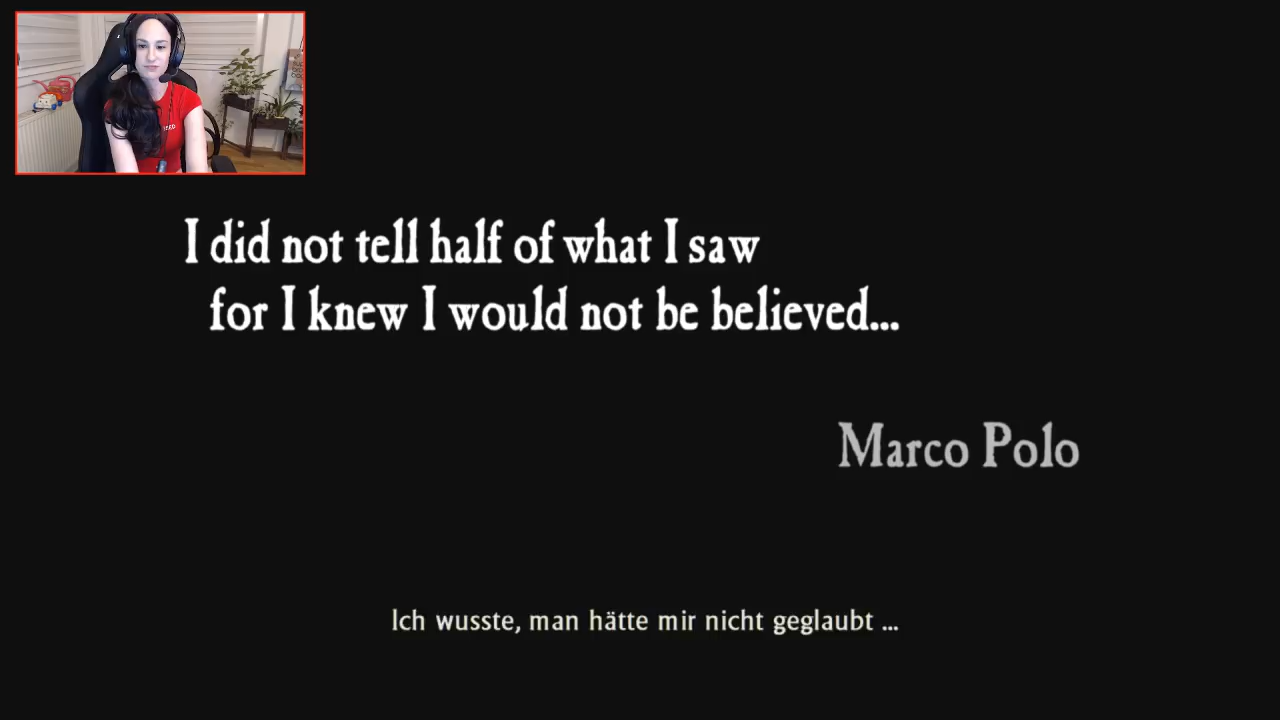 I did not tell half of what I saw
for I knew I would not be believed...
Marco Polo
Ich wusste, man hätte mir nicht geglaubt ...